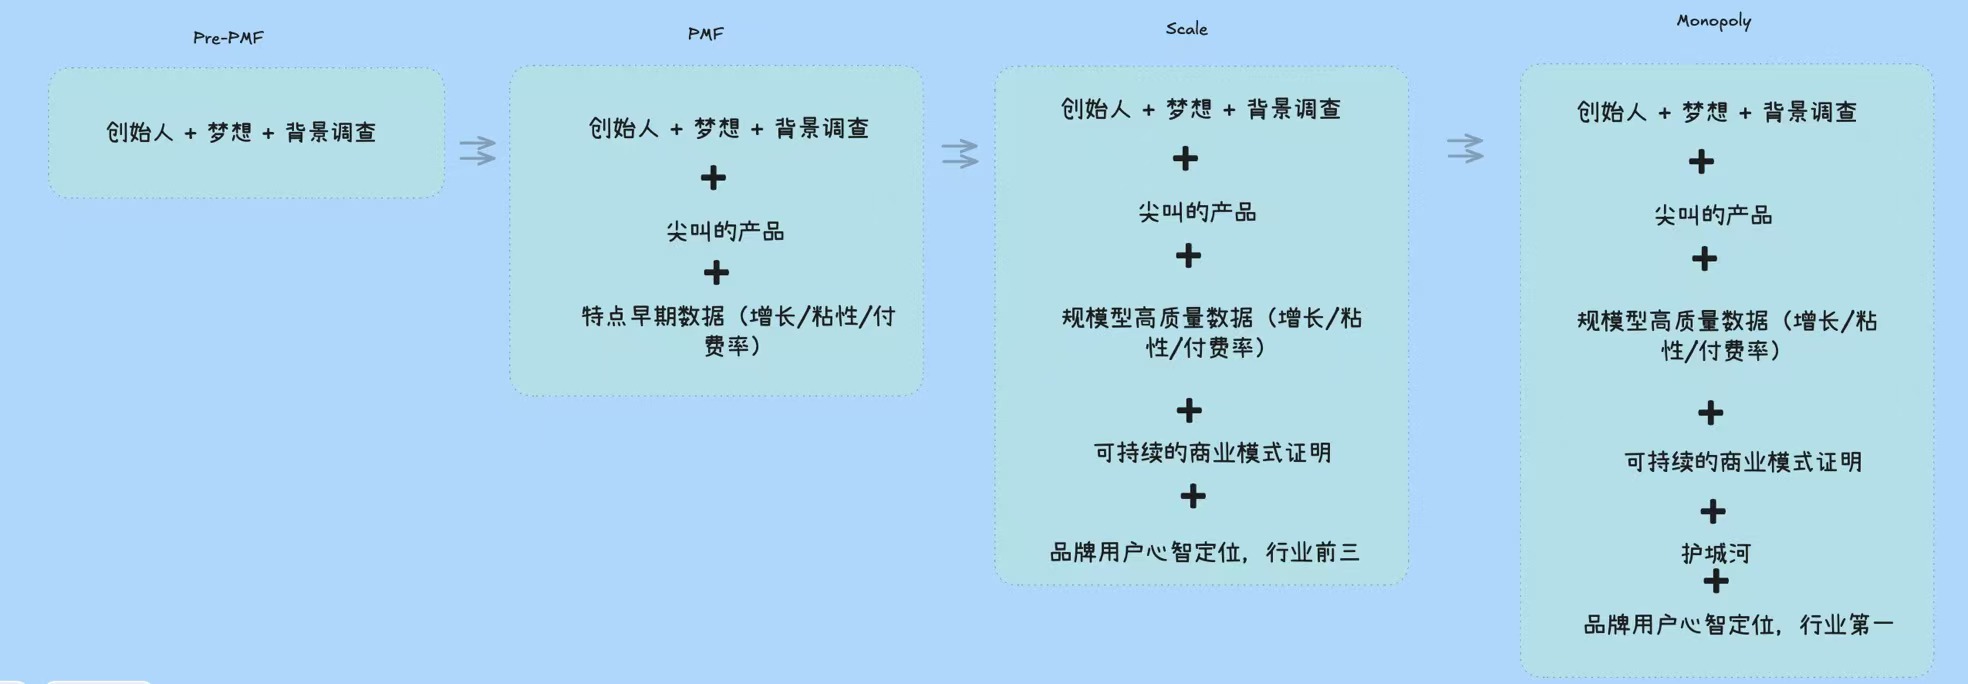 Pre-PMF
创始人 + 梦想 + 背景调查
PMF
创始人 + 梦想 + 背景调查
+
尖叫的产品
+
特点早期数据（增长/粘性/付
费率）
Scale
创始人 + 梦想 + 背景调查
+
尖叫的产品
+
规模型高质量数据（增长/粘
性/付费率）
+
可持续的商业模式证明
+
品牌用户心智定位，行业前三
Monopoly
创始人 + 梦想 + 背景调查
+
尖叫的产品
+
规模型高质量数据（增长/粘
性/付费率）
+
可持续的商业模式证明
+
护城河
+
品牌用户心智定位，行业第一